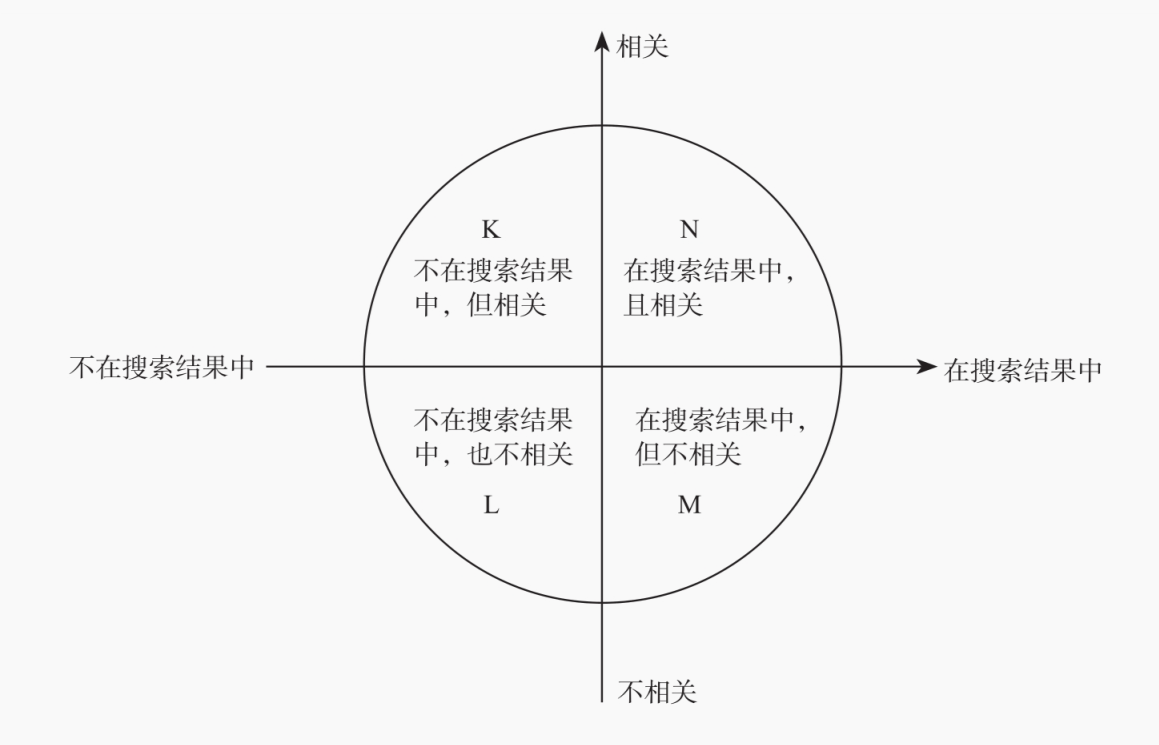 相关
K
不在搜索结果
中，但相关
N
在搜索结果中，
且相关
不在搜索结果中
在搜索结果中
不在搜索结果
中，也不相关
L
在搜索结果中，
但不相关
M
不相关